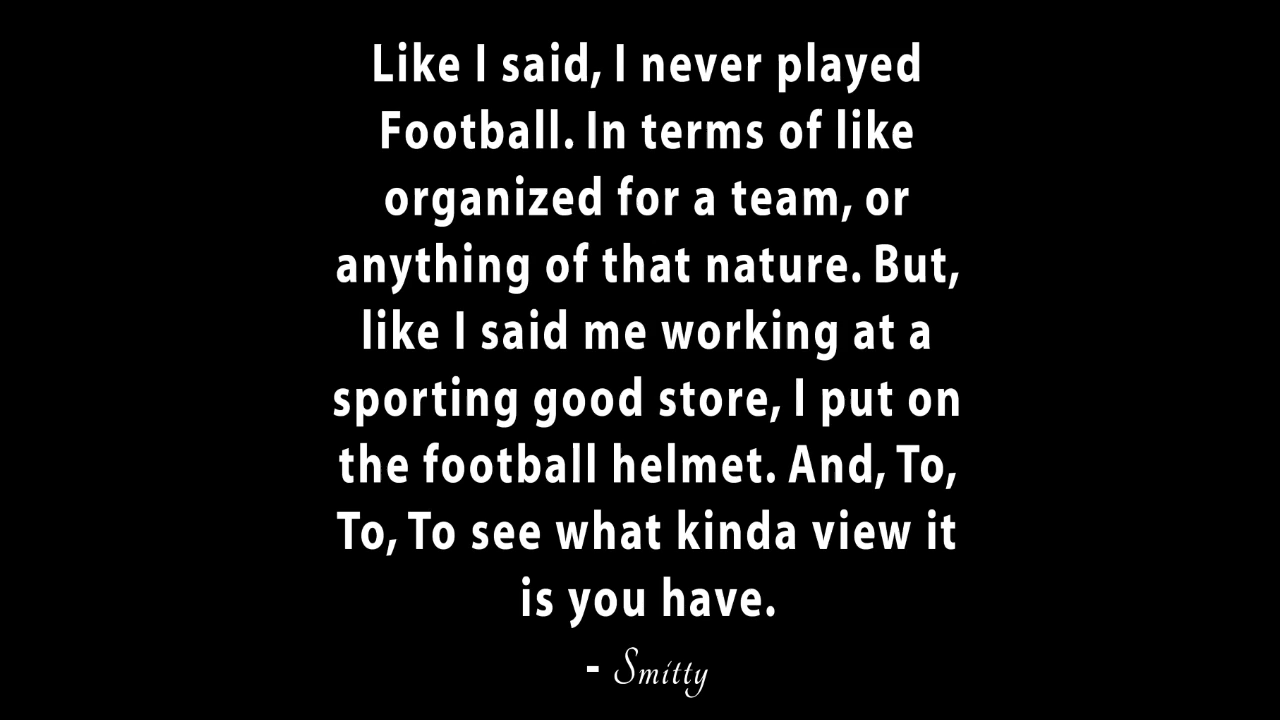 Like I said, I never played
Football. In terms of like
organized for a team, or
anything of that nature. But,
like I said me working at a
sporting good store, I put on
the football helmet. And, To,
To, To see what kinda view it
is you have.
- Smitty